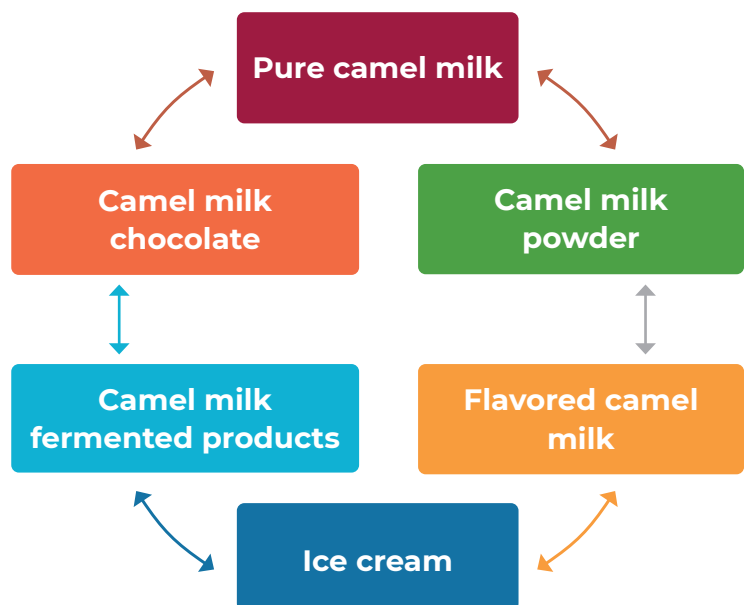 Pure camel milk
Camel milk
chocolate
Camel milk
powder
Camel milk
fermented products
Flavored camel
milk
Ice cream